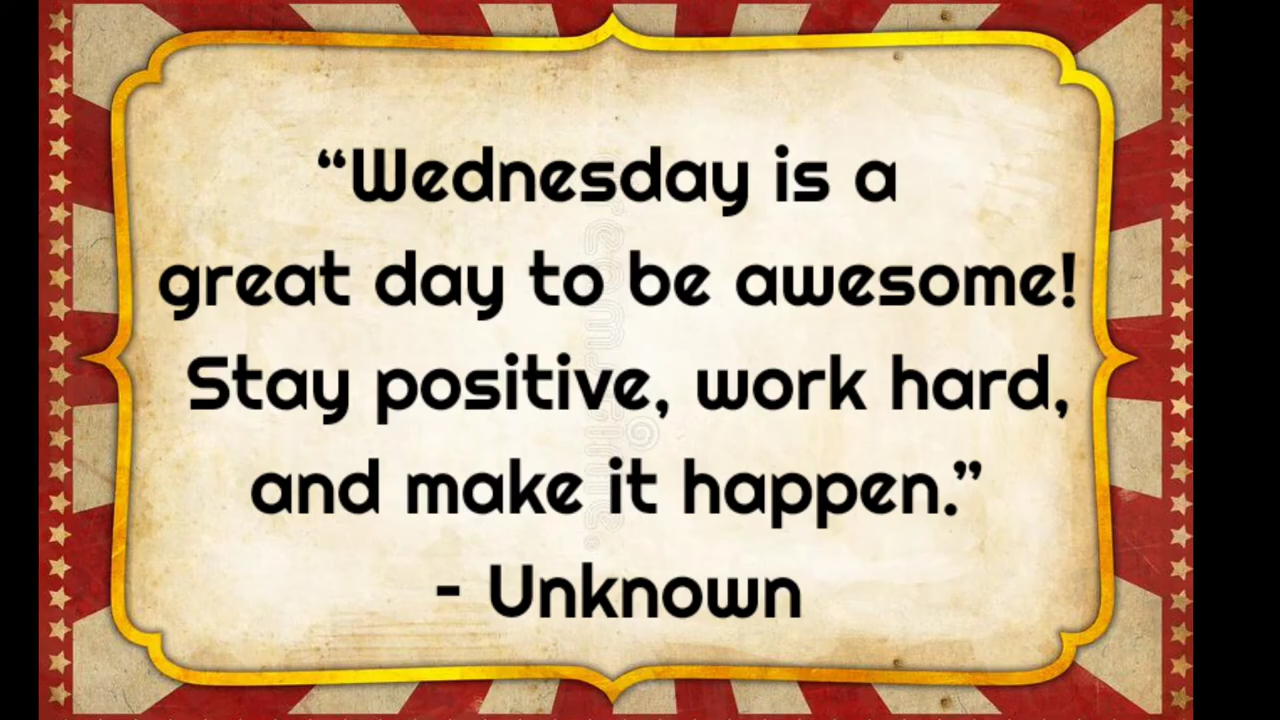 “Wednesday is a
great day to be awesome!
Stay positive, work hard,
and make it happen.”
- Unknown